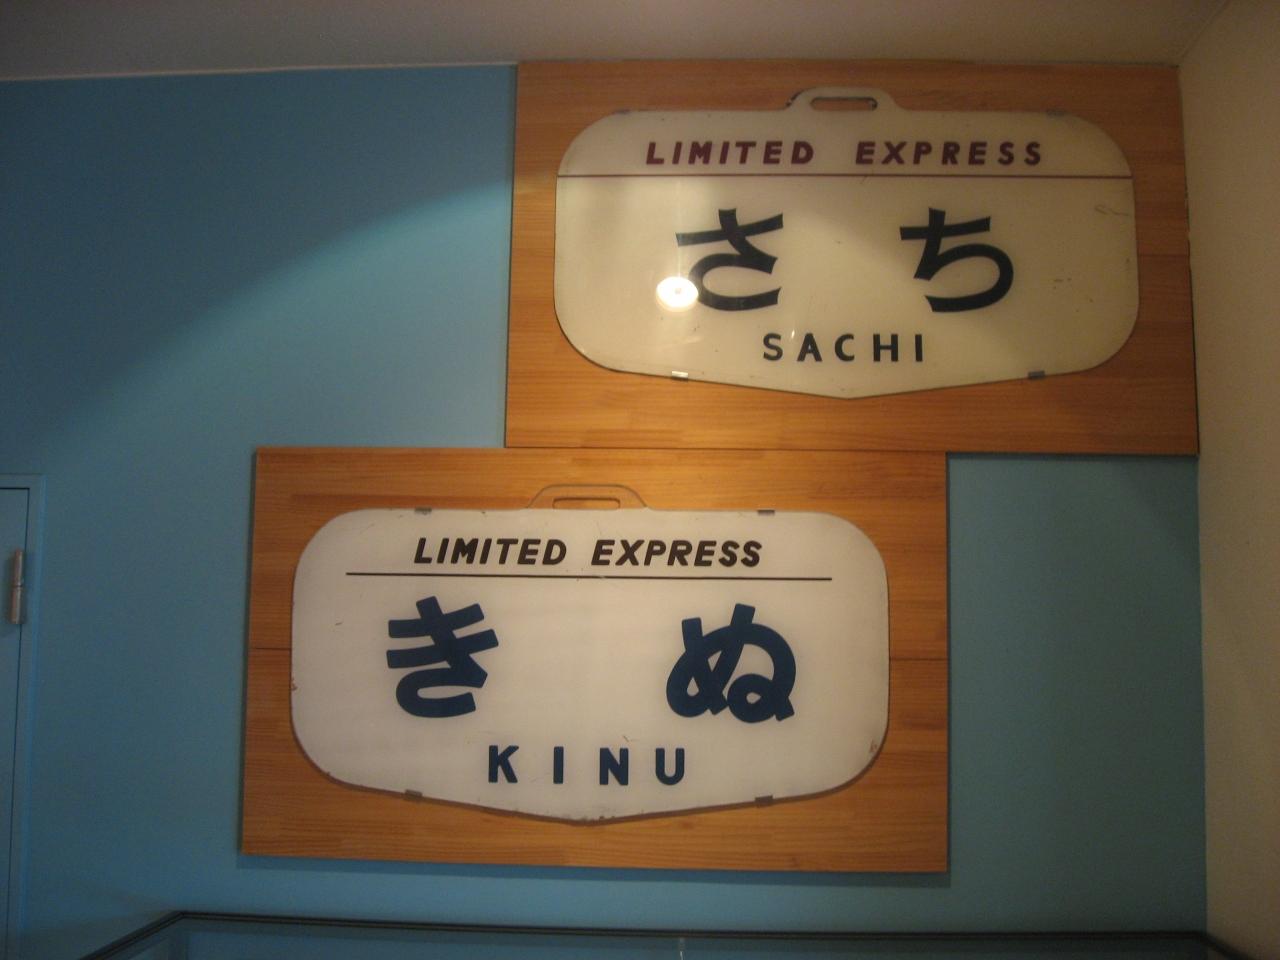 LIMITED EXPRESS
さち
SACHI
LIMITED EXPRESS
きぬ
KINU